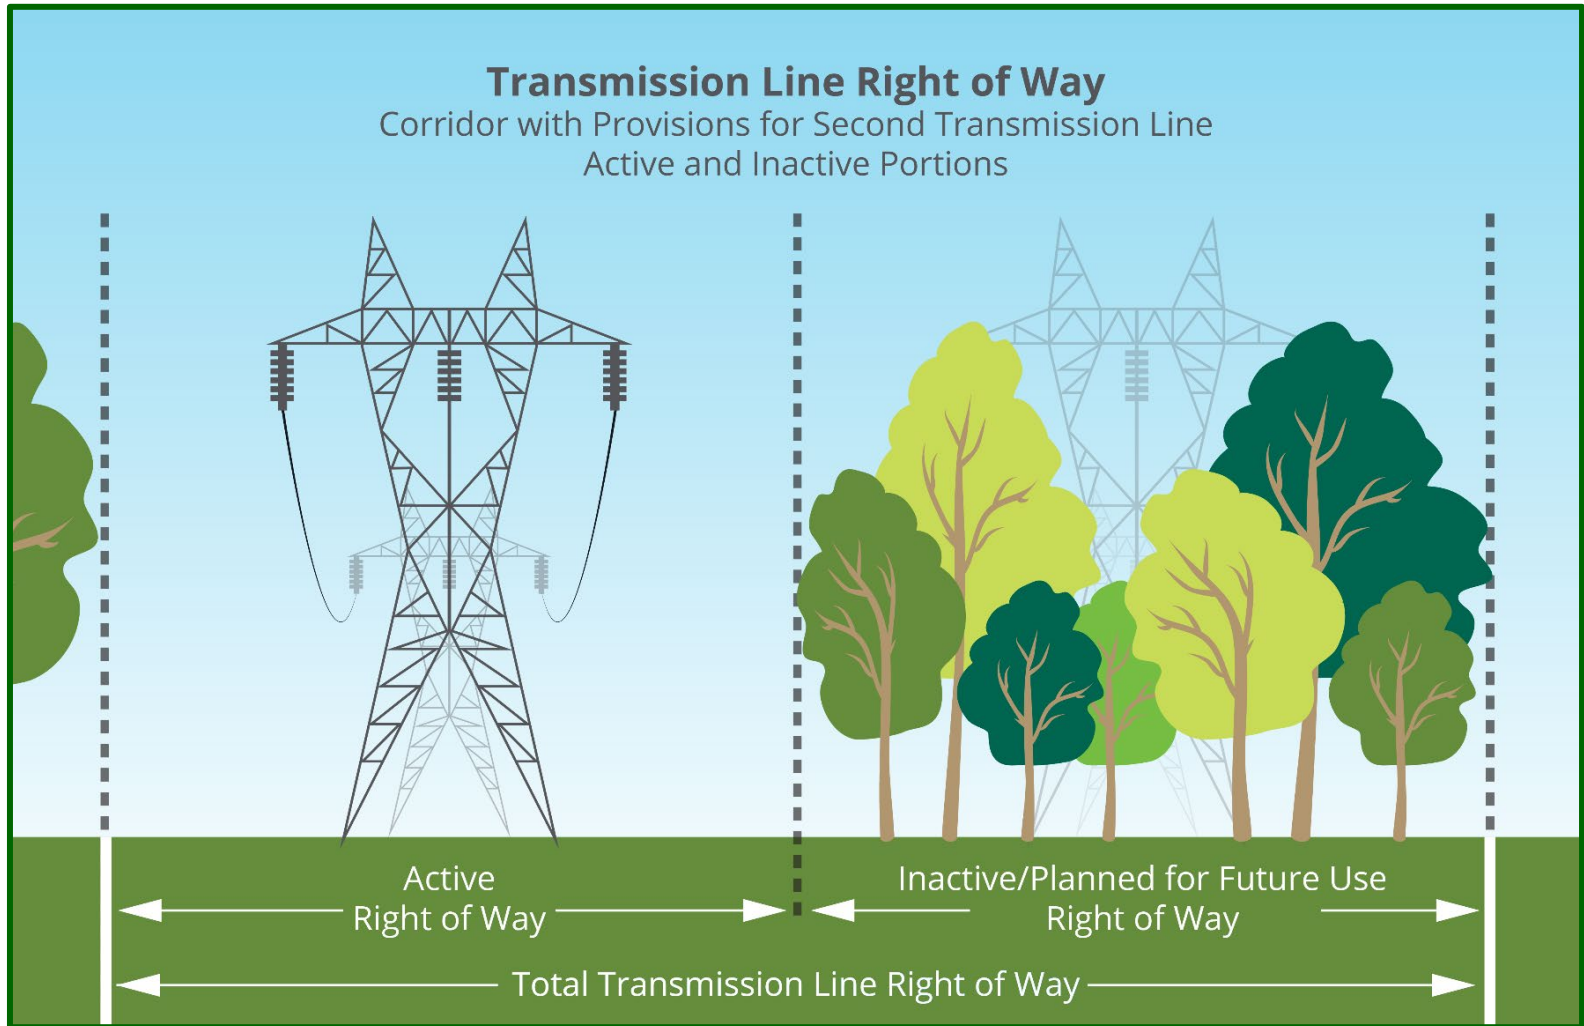 Transmission Line Right of Way
Corridor with Provisions for Second Transmission Line
Active and Inactive Portions
Active
Right of Way
Inactive/Planned for Future Use
Right of Way
Total Transmission Line Right of Way